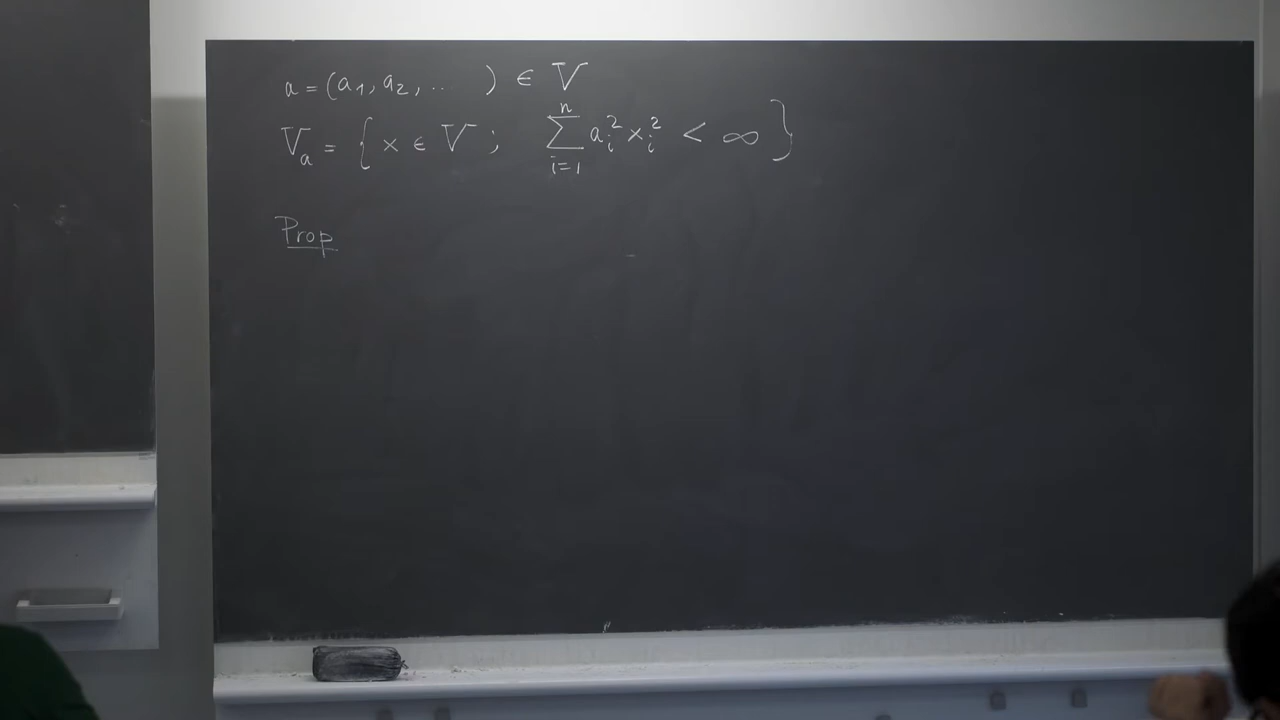 a = (a₁, a₂, .. ) ∈ V
Vₐ = { x ∈ V ; ∑ᵢ₌₁ⁿ aᵢ² xᵢ² < ∞ }
Prop